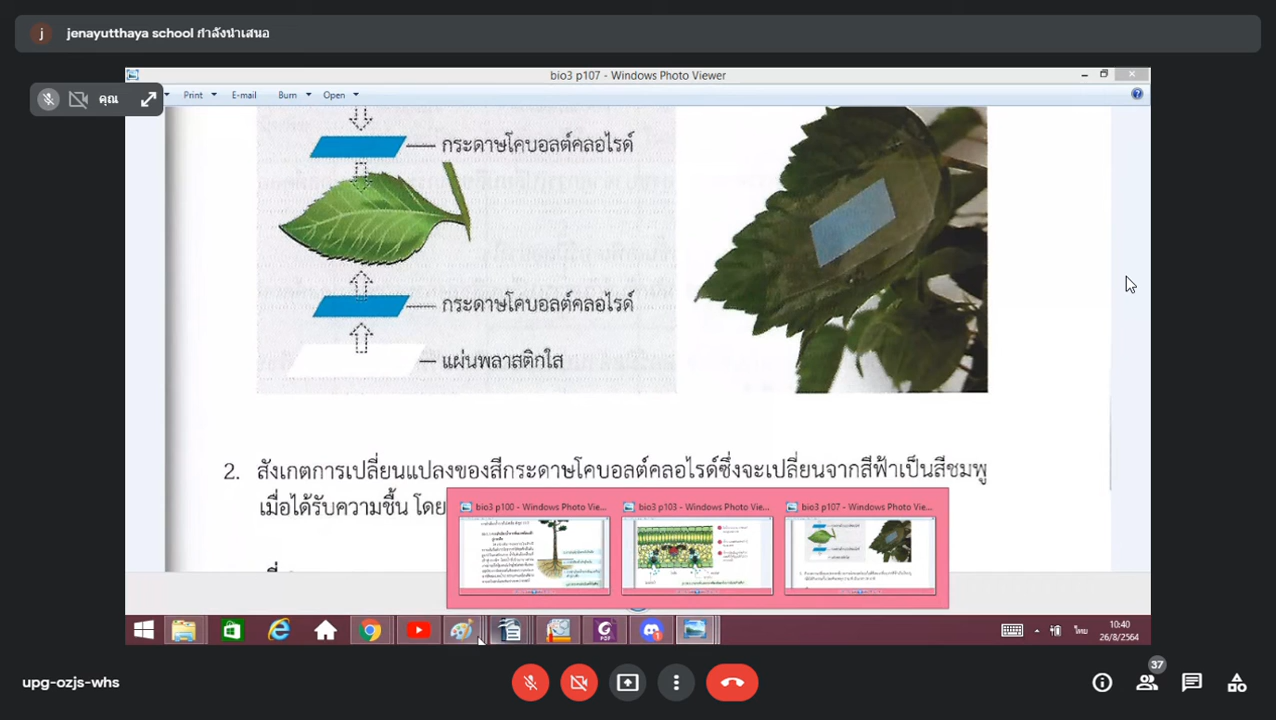 j jenayutthaya school กำลังนำเสนอ
bio3 p107 - Windows Photo Viewer
คุณ
Print E-mail Burn Open
กระดาษโคบอลต์คลอไรด์
กระดาษโคบอลต์คลอไรด์
แผ่นพลาสติกใส
2. สังเกตการเปลี่ยนแปลงของสีกระดาษโคบอลต์คลอไรด์ซึ่งจะเปลี่ยนจากสีฟ้าเป็นสีชมพู
เมื่อได้รับความชื้น โดย
bio3 p100 - Windows Photo Vie... bio3 p103 - Windows Photo Vie... bio3 p107 - Windows Photo Vie...
PDF
1
ไทย
10:40
26/8/2564
upg-ozjs-whs
37